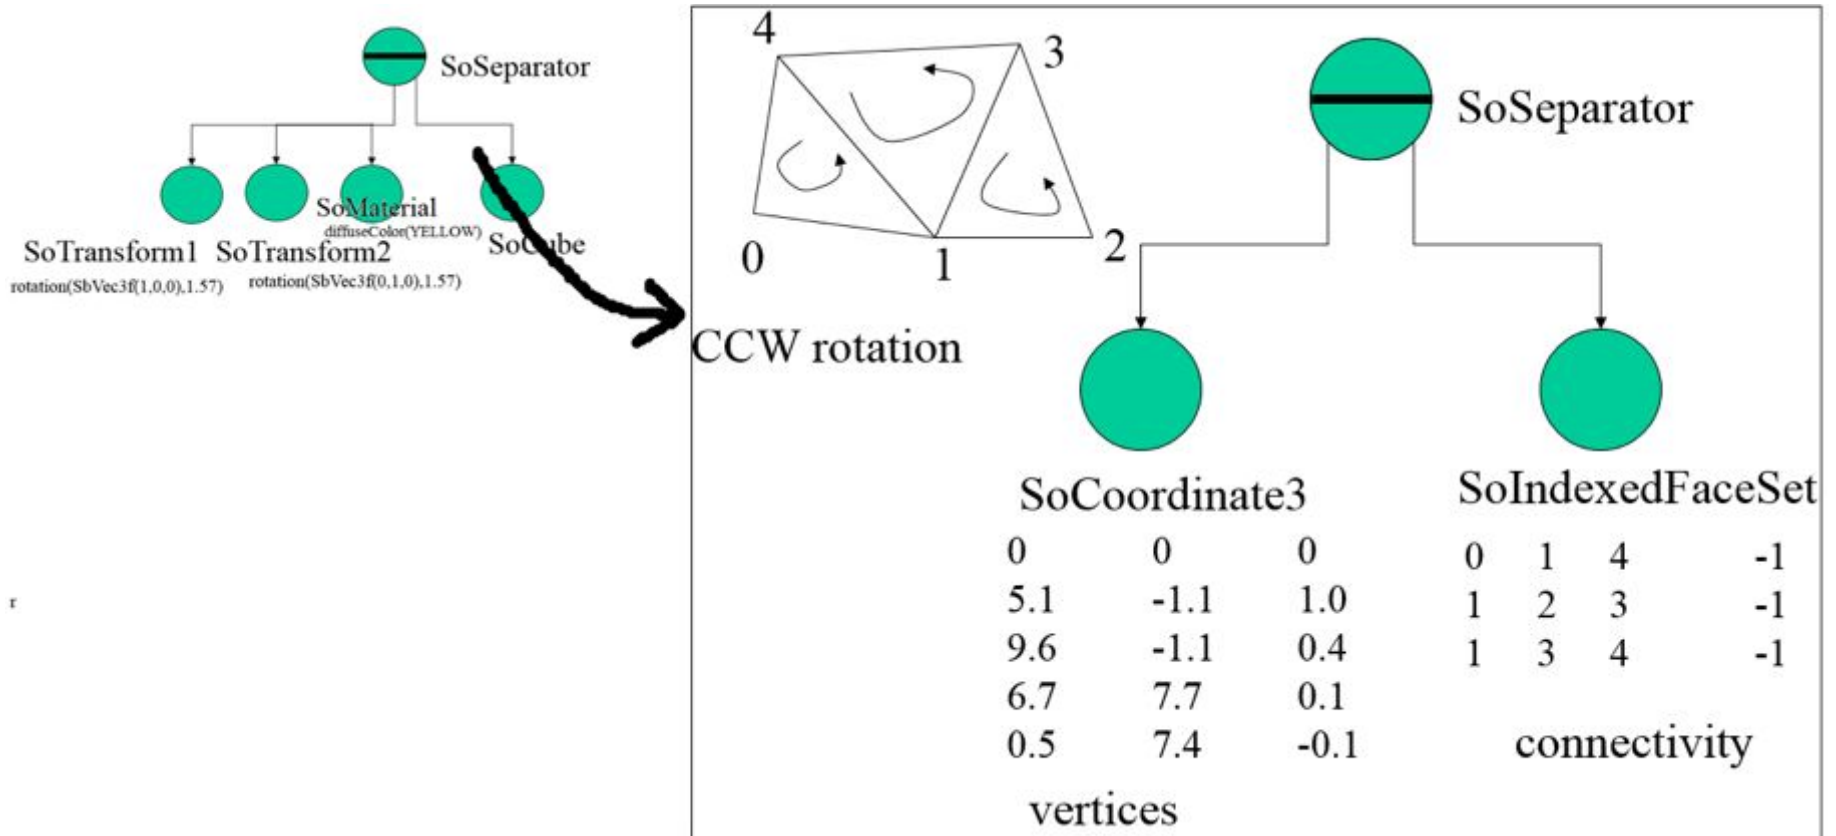 SoSeparator
SoMaterial
diffuseColor(YELLOW)
SoTransform1 SoTransform2 SoCube
rotation(SbVec3f(1,0,0),1.57) rotation(SbVec3f(0,1,0),1.57)
r
4
3
0
1
2
CCW rotation
SoSeparator
SoCoordinate3
0 0 0
5.1 -1.1 1.0
9.6 -1.1 0.4
6.7 7.7 0.1
0.5 7.4 -0.1
vertices
SoIndexedFaceSet
0 1 4 -1
1 2 3 -1
1 3 4 -1
connectivity